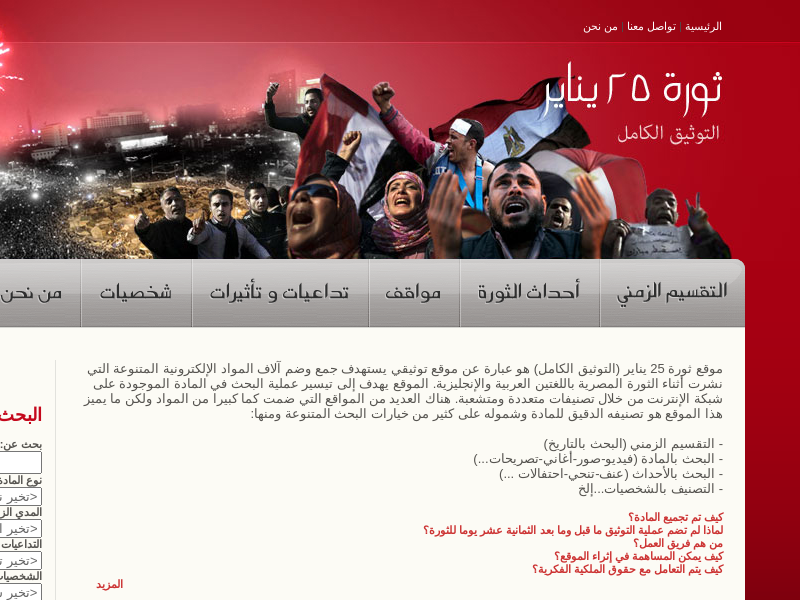 الرئيسية | تواصل معنا | من نحن
ثورة ٢٥ يناير
التوثيق الكامل
التقسيم الزمني
أحداث الثورة
مواقف
تداعيات و تأثيرات
شخصيات
من نحن
موقع ثورة 25 يناير (التوثيق الكامل) هو عبارة عن موقع توثيقي يستهدف جمع وضم آلاف المواد الإلكترونية المتنوعة التي
نشرت أثناء الثورة المصرية باللغتين العربية والإنجليزية. الموقع يهدف إلى تيسير عملية البحث في المادة الموجودة على
شبكة الإنترنت من خلال تصنيفات متعددة ومتشعبة. هناك العديد من المواقع التي ضمت كما كبيرا من المواد ولكن ما يميز
هذا الموقع هو تصنيفه الدقيق للمادة وشموله على كثير من خيارات البحث المتنوعة ومنها:
- التقسيم الزمني (البحث بالتاريخ)
- البحث بالمادة (فيديو-صور-أغاني-تصريحات...)
- البحث بالأحداث (عنف-تنحي-احتفالات ...)
- التصنيف بالشخصيات...إلخ
كيف تم تجميع المادة؟
لماذا لم تضم عملية التوثيق ما قبل وما بعد الثمانية عشر يوما للثورة؟
من هم فريق العمل؟
كيف يمكن المساهمة في إثراء الموقع؟
كيف يتم التعامل مع حقوق الملكية الفكرية؟
المزيد
البحث
بحث عن:
نوع المادة
<تخير
المدي الز
<تخير
التداعيات
<تخير
الشخصيات
<تخير